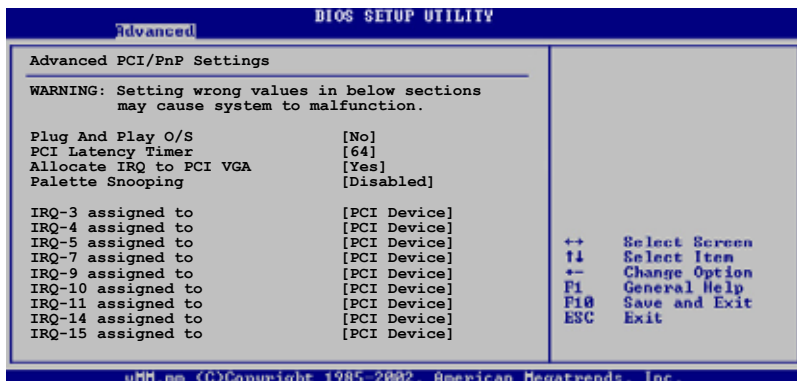 BIOS SETUP UTILITY
Advanced
Advanced PCI/PnP Settings
WARNING: Setting wrong values in below sections
may cause system to malfunction.
Plug And Play O/S [No]
PCI Latency Timer [64]
Allocate IRQ to PCI VGA [Yes]
Palette Snooping [Disabled]
IRQ-3 assigned to [PCI Device]
IRQ-4 assigned to [PCI Device]
IRQ-5 assigned to [PCI Device]
IRQ-7 assigned to [PCI Device]
IRQ-9 assigned to [PCI Device]
IRQ-10 assigned to [PCI Device]
IRQ-11 assigned to [PCI Device]
IRQ-14 assigned to [PCI Device]
IRQ-15 assigned to [PCI Device]
↔ Select Screen
↑↓ Select Item
+- Change Option
F1 General Help
F10 Save and Exit
ESC Exit
(C)Copyright 1985-2002, American Megatrends, Inc.